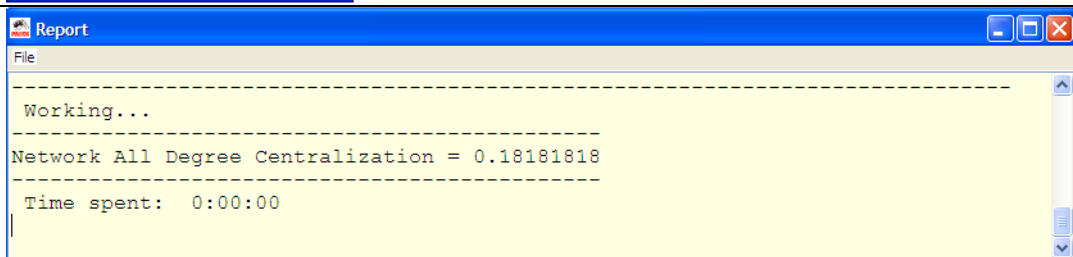 Report
File
------------------------------------------------------------------------------
Working...
----------------------------------------------
Network All Degree Centralization = 0.18181818
----------------------------------------------
Time spent:  0:00:00